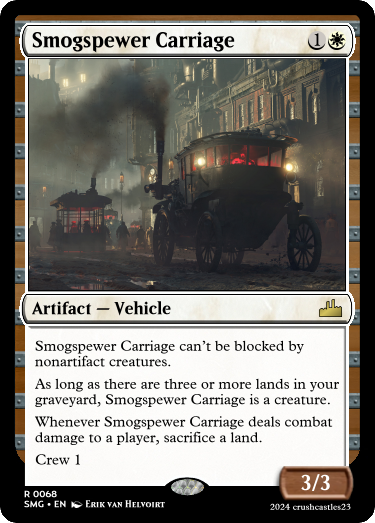 Smogspewer Carriage 1
Artifact — Vehicle
Smogspewer Carriage can't be blocked by
nonartifact creatures.
As long as there are three or more lands in your
graveyard, Smogspewer Carriage is a creature.
Whenever Smogspewer Carriage deals combat
damage to a player, sacrifice a land.
Crew 1
3/3
R 0068
SMG • EN Erik van Helvoirt
2024 crushcastles23